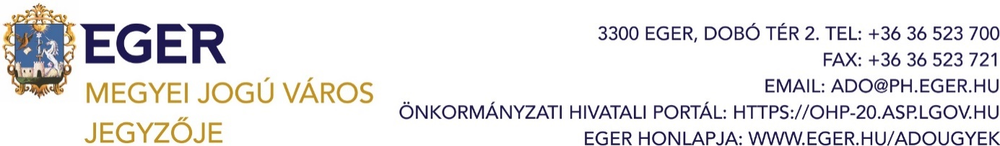 EGER
MEGYEI JOGÚ VÁROS
JEGYZŐJE
3300 EGER, DOBÓ TÉR 2. TEL: +36 36 523 700
FAX: +36 36 523 721
EMAIL: ADO@PH.EGER.HU
ÖNKORMÁNYZATI HIVATALI PORTÁL: HTTPS://OHP-20.ASP.LGOV.HU
EGER HONLAPJA: WWW.EGER.HU/ADOUGYEK